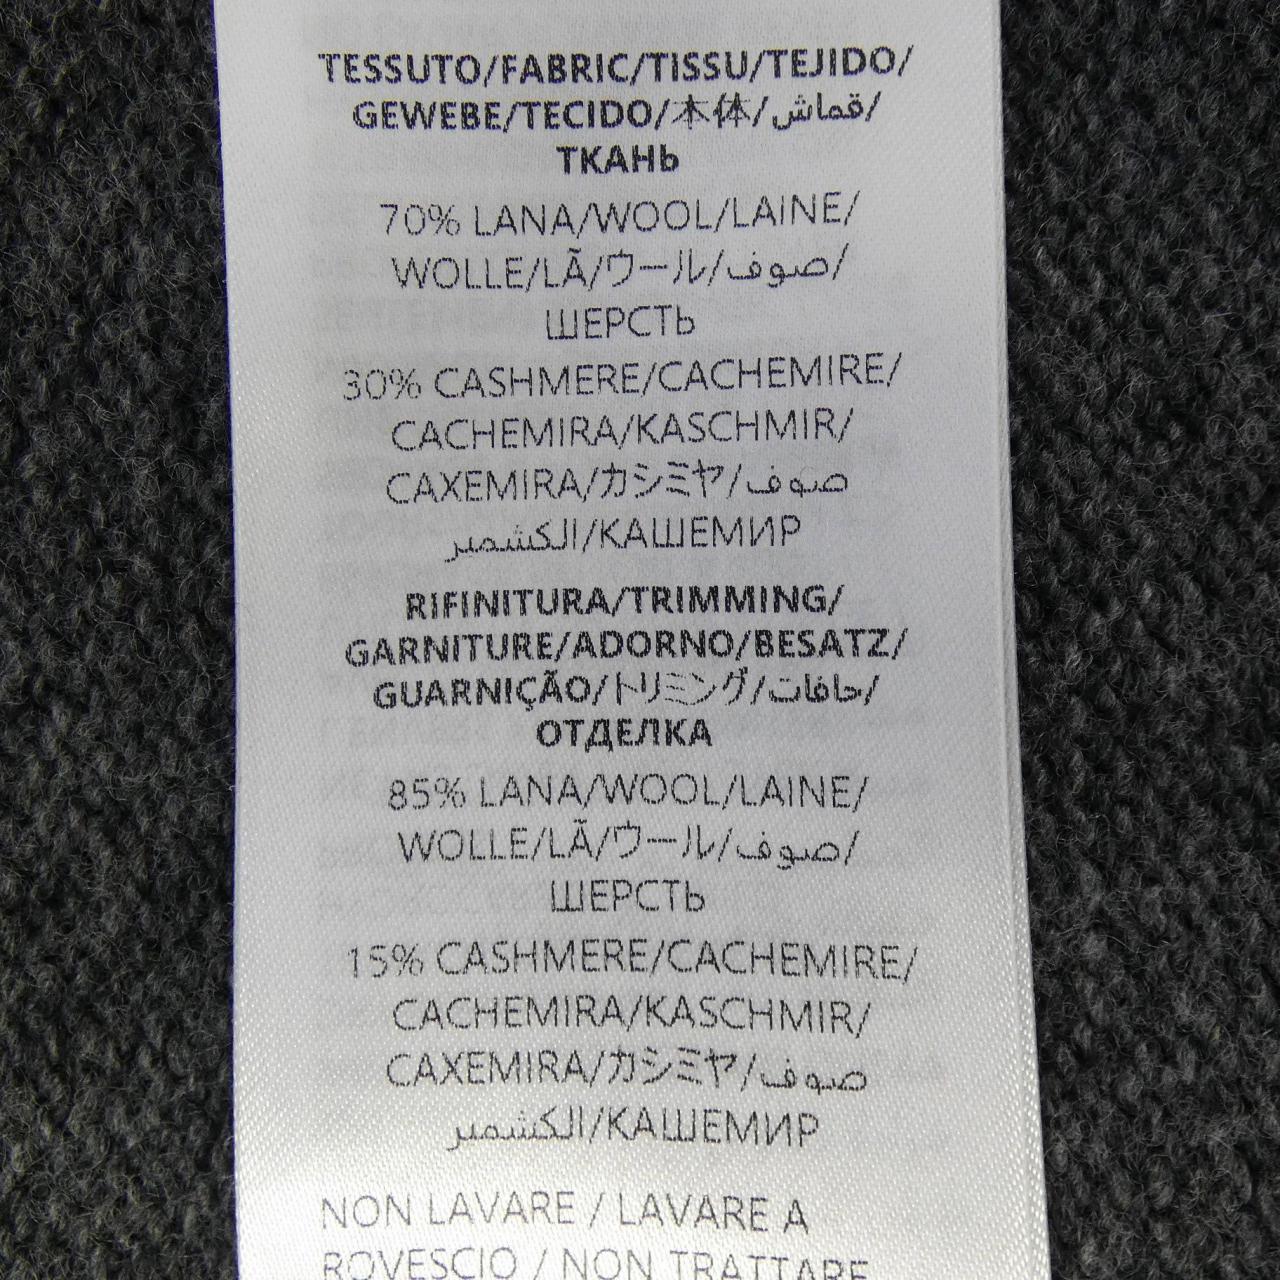 TESSUTO/FABRIC/TISSU/TEJIDO/
GEWEBE/TECIDO/本体/قماش/
ТКАНЬ
70% LANA/WOOL/LAINE/
WOLLE/LÃ/ウール/صوف/
ШЕРСТЬ
30% CASHMERE/CACHEMIRE/
CACHEMIRA/KASCHMIR/
CAXEMIRA/カシミヤ/صوف
الكشمير/КАШЕМИР
RIFINITURA/TRIMMING/
GARNITURE/ADORNO/BESATZ/
GUARNIÇÃO/トリミング/حافات/
ОТДЕЛКА
85% LANA/WOOL/LAINE/
WOLLE/LÃ/ウール/صوف/
ШЕРСТЬ
15% CASHMERE/CACHEMIRE/
CACHEMIRA/KASCHMIR/
CAXEMIRA/カシミヤ/صوف
الكشمير/КАШЕМИР
NON LAVARE / LAVARE A
ROVESCIO / NON TRATTARE